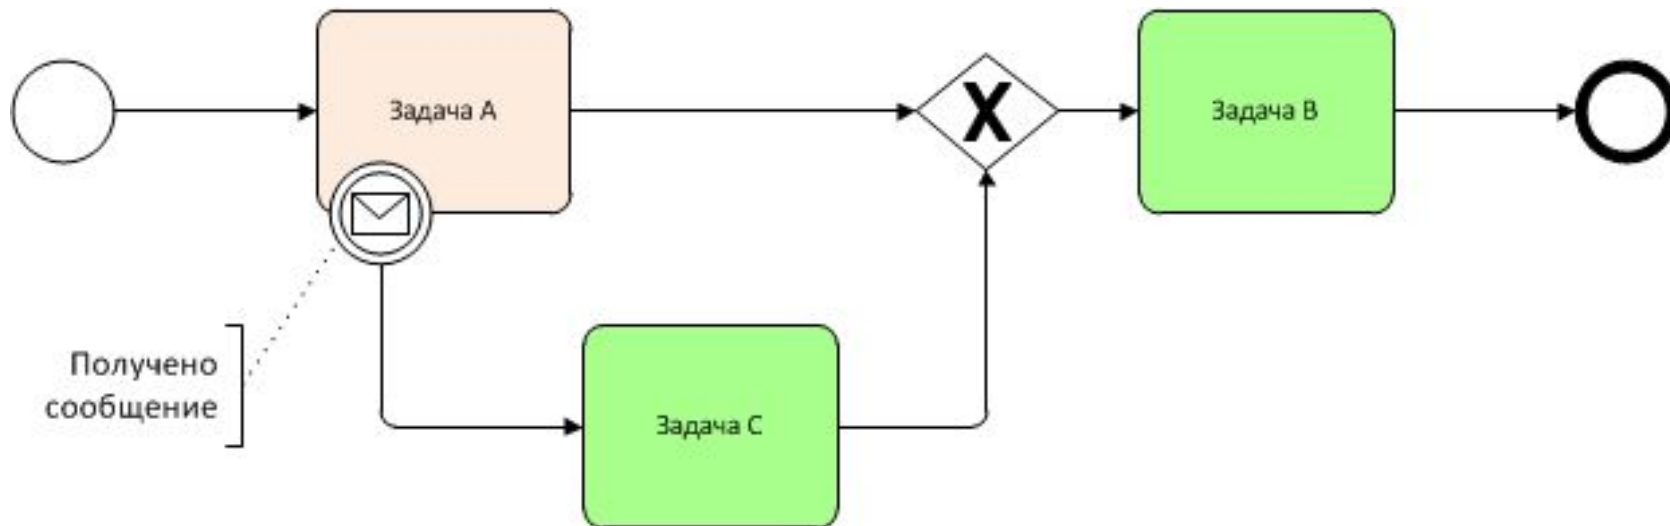 Задача А
Задача В
Получено
сообщение
Задача С